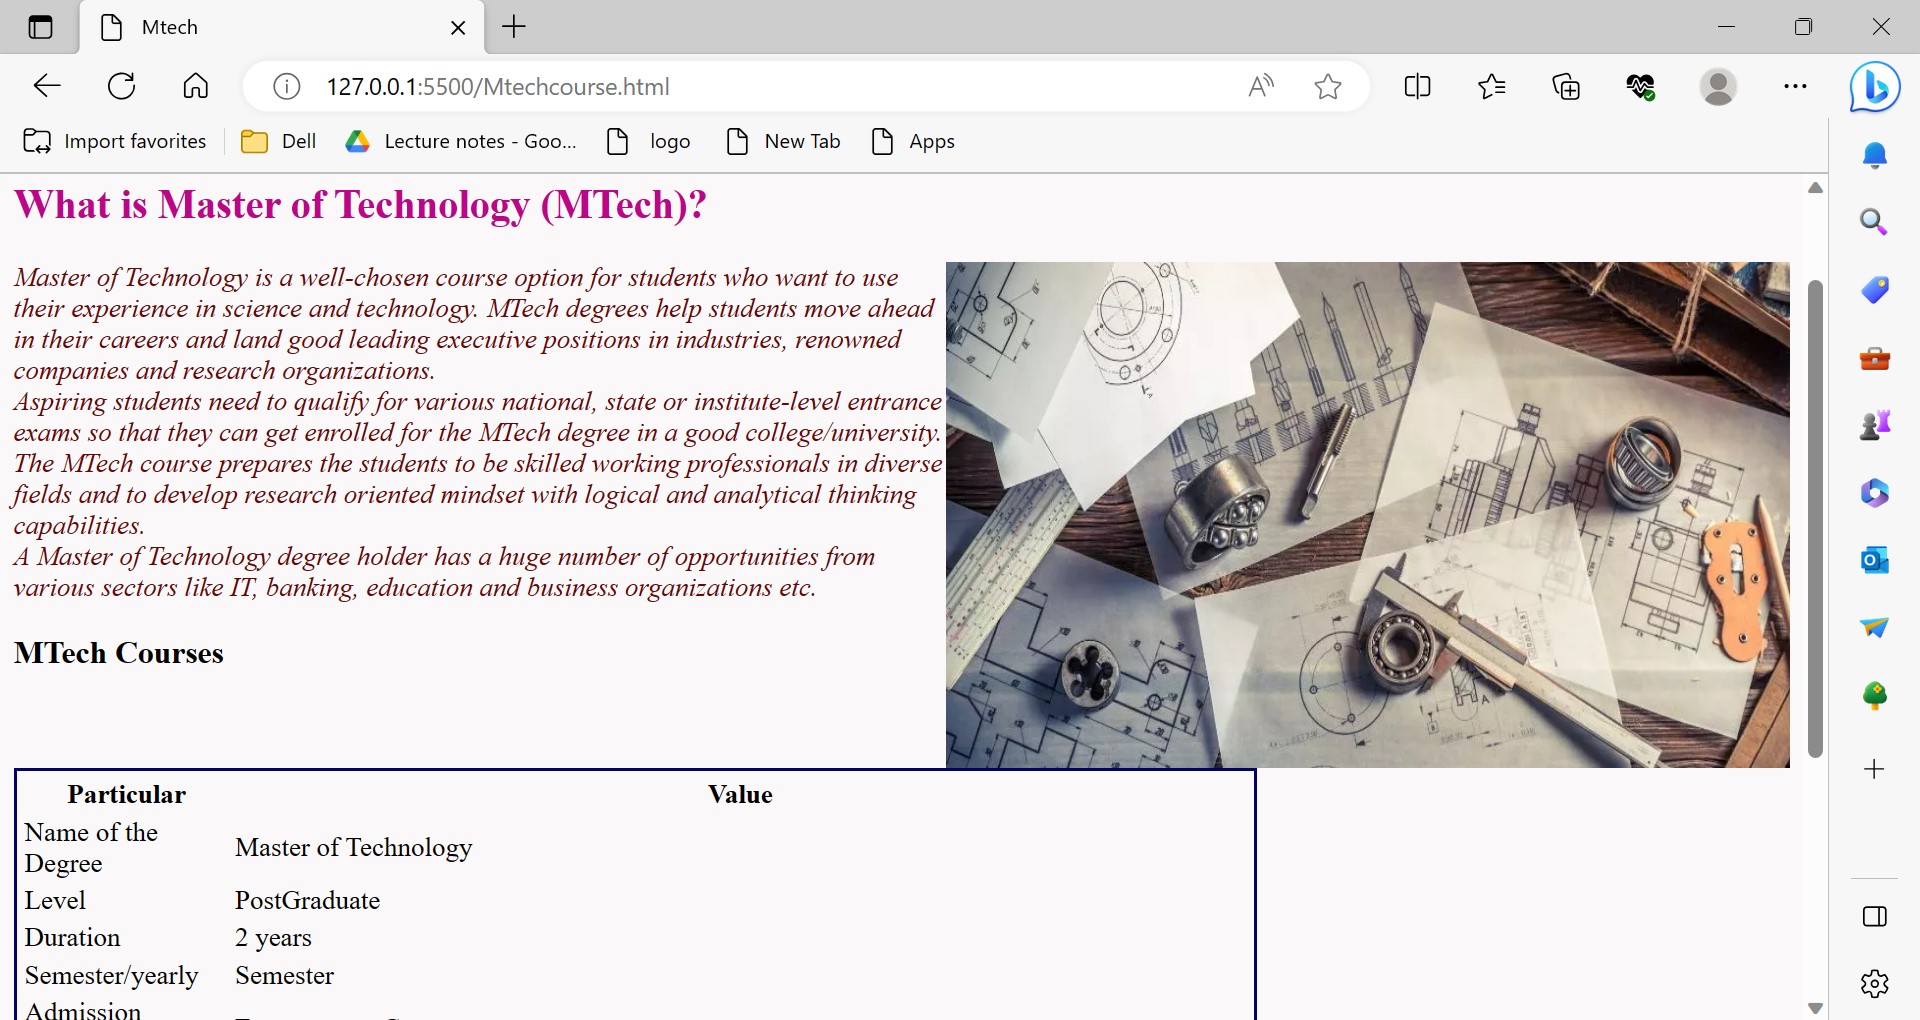 Mtech
127.0.0.1:5500/Mtechcourse.html
Import favorites Dell Lecture notes - Goo... logo New Tab Apps
What is Master of Technology (MTech)?
Master of Technology is a well-chosen course option for students who want to use
their experience in science and technology. MTech degrees help students move ahead
in their careers and land good leading executive positions in industries, renowned
companies and research organizations.
Aspiring students need to qualify for various national, state or institute-level entrance
exams so that they can get enrolled for the MTech degree in a good college/university.
The MTech course prepares the students to be skilled working professionals in diverse
fields and to develop research oriented mindset with logical and analytical thinking
capabilities.
A Master of Technology degree holder has a huge number of opportunities from
various sectors like IT, banking, education and business organizations etc.
MTech Courses
Particular Value
Name of the
Degree
Master of Technology
Level PostGraduate
Duration 2 years
Semester/yearly Semester
Admission